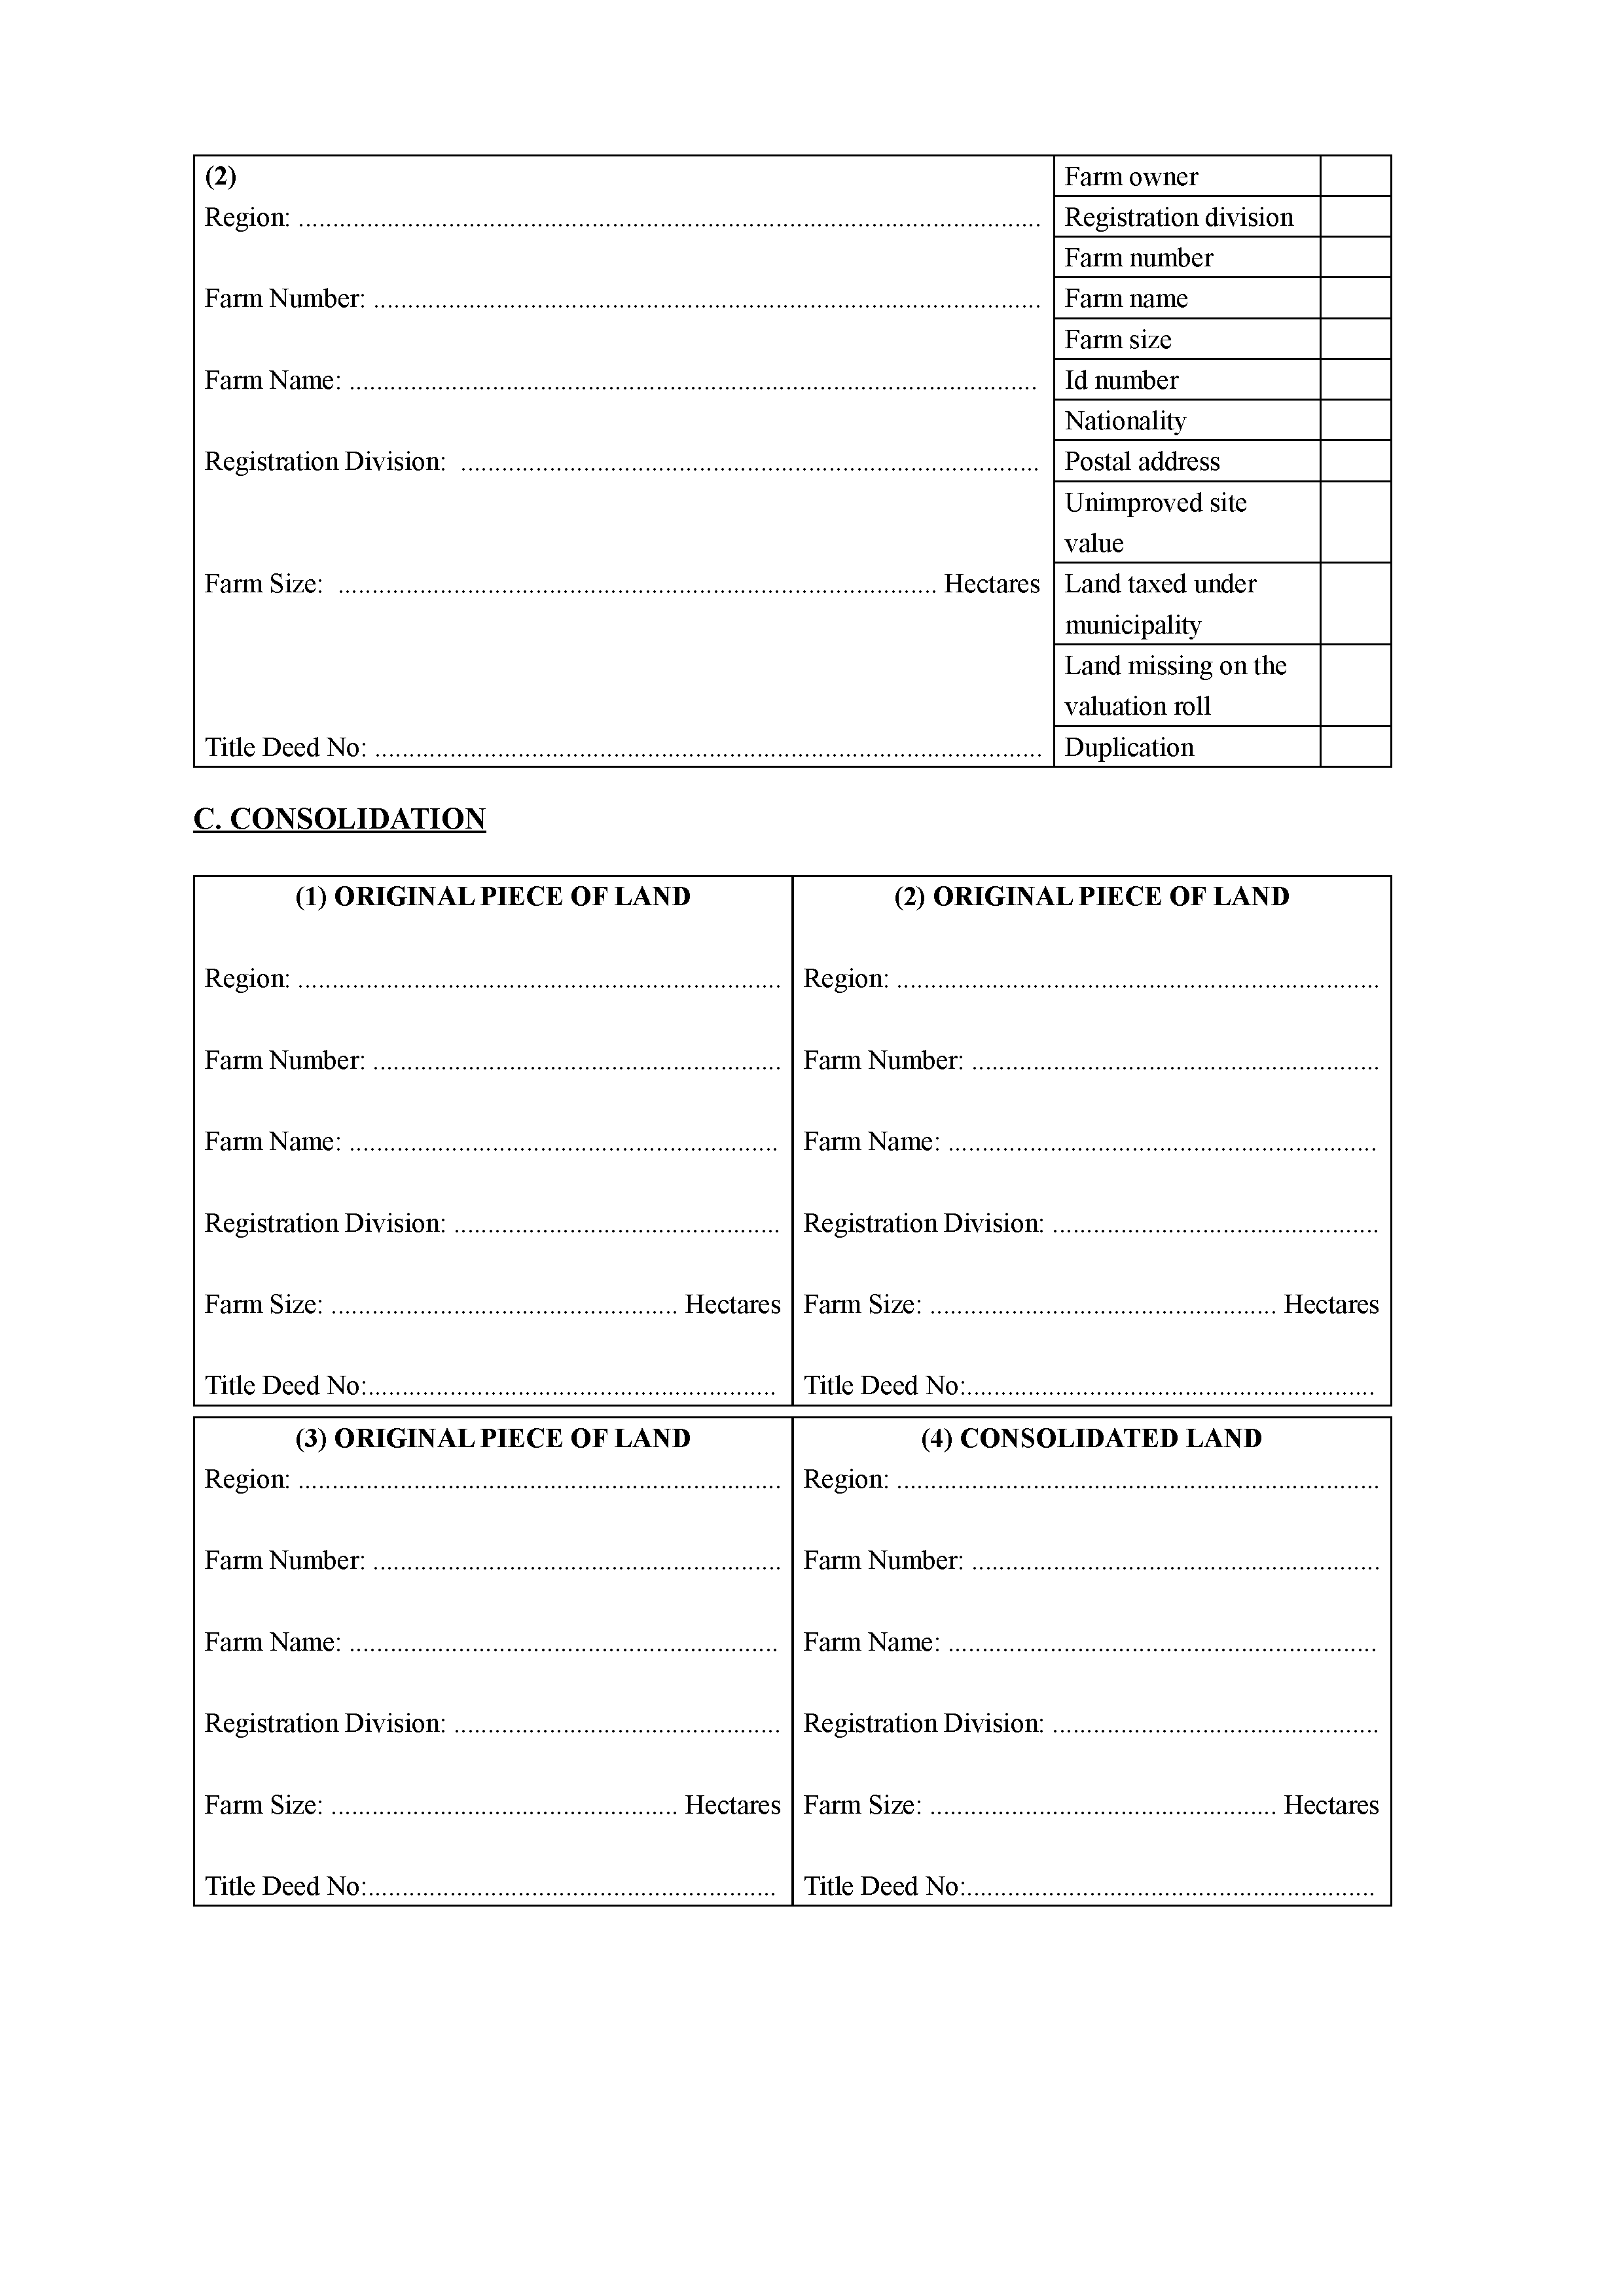 (2)
Region: ..............................................................................................................
Farm Number: ...................................................................................................
Farm Name: ......................................................................................................
Registration Division: ......................................................................................
Farm Size: ........................................................................................ Hectares
Title Deed No: ...................................................................................................
Farm owner
Registration division
Farm number
Farm name
Farm size
Id number
Nationality
Postal address
Unimproved site
value
Land taxed under
municipality
Land missing on the
valuation roll
Duplication
C. CONSOLIDATION
(1) ORIGINAL PIECE OF LAND
Region: .......................................................................
Farm Number: ............................................................
Farm Name: ...............................................................
Registration Division: ................................................
Farm Size: ................................................... Hectares
Title Deed No:............................................................
(2) ORIGINAL PIECE OF LAND
Region: .......................................................................
Farm Number: ............................................................
Farm Name: ...............................................................
Registration Division: ................................................
Farm Size: ................................................... Hectares
Title Deed No:............................................................
(3) ORIGINAL PIECE OF LAND
Region: .......................................................................
Farm Number: ............................................................
Farm Name: ...............................................................
Registration Division: ................................................
Farm Size: ................................................... Hectares
Title Deed No:............................................................
(4) CONSOLIDATED LAND
Region: .......................................................................
Farm Number: ............................................................
Farm Name: ...............................................................
Registration Division: ................................................
Farm Size: ................................................... Hectares
Title Deed No:............................................................